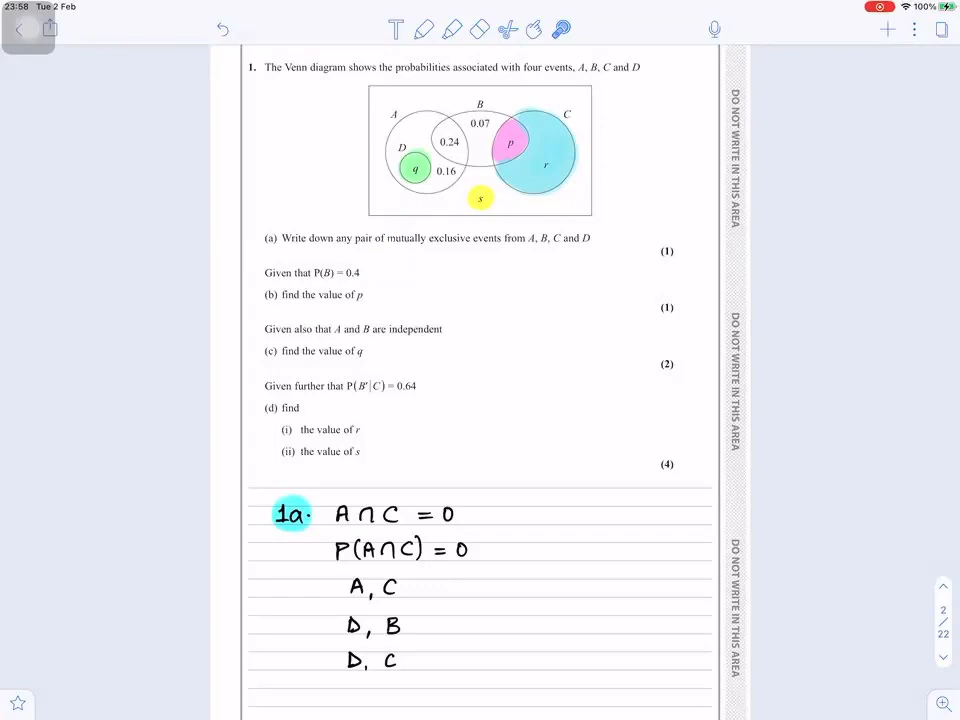 23:58 Tue 2 Feb
100%
1. The Venn diagram shows the probabilities associated with four events, A, B, C and D
B
A
C
0.07
0.24
p
D
r
q
0.16
s
(a) Write down any pair of mutually exclusive events from A, B, C and D
(1)
Given that P(B) = 0.4
(b) find the value of p
(1)
Given also that A and B are independent
(c) find the value of q
(2)
Given further that P(B′|C) = 0.64
(d) find
(i) the value of r
(ii) the value of s
(4)
1a. A ∩ C = 0
P(A ∩ C) = 0
A, C
D, B
D, C
DO NOT WRITE IN THIS AREA
DO NOT WRITE IN THIS AREA
DO NOT WRITE IN THIS AREA
2
/
22